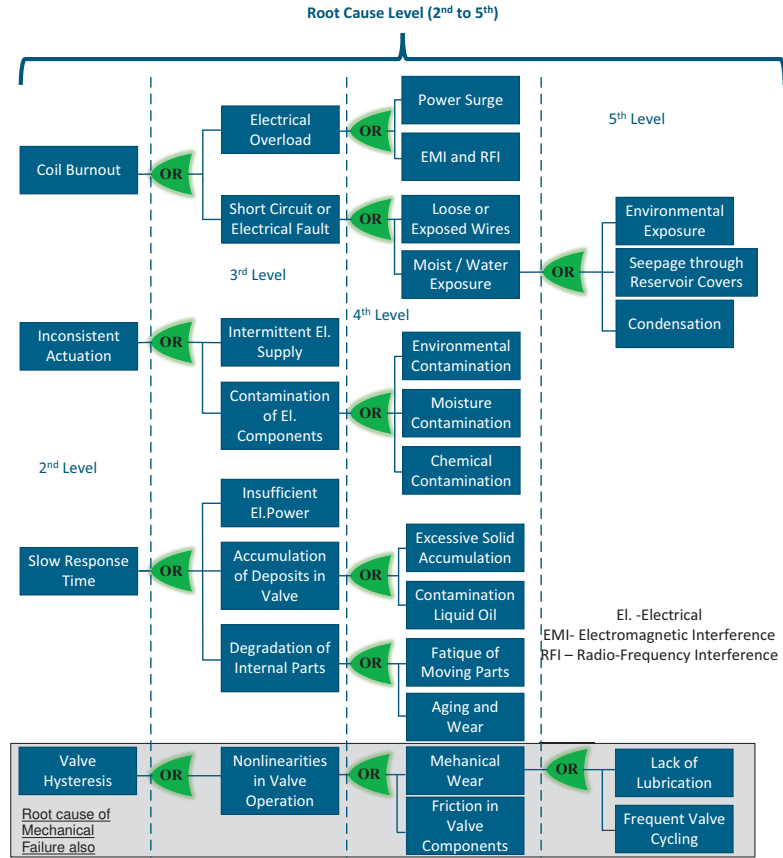 Root Cause Level (2nd to 5th)
Coil Burnout
OR
Electrical
Overload
OR
Power Surge
EMI and RFI
5th Level
Short Circuit or
Electrical Fault
OR
Loose or
Exposed Wires
Moist / Water
Exposure
OR
Environmental
Exposure
Seepage through
Reservoir Covers
Condensation
3rd Level
4th Level
Inconsistent
Actuation
OR
Intermittent El.
Supply
Contamination
of El.
Components
OR
Environmental
Contamination
Moisture
Contamination
Chemical
Contamination
2nd Level
Slow Response
Time
OR
Insufficient
El.Power
Accumulation
of Deposits in
Valve
OR
Excessive Solid
Accumulation
Contamination
Liquid Oil
Degradation of
Internal Parts
OR
Fatique of
Moving Parts
Aging and
Wear
El. -Electrical
EMI- Electromagnetic Interference
RFI – Radio-Frequency Interference
Valve
Hysteresis
OR
Nonlinearities
in Valve
Operation
OR
Mehanical
Wear
OR
Lack of
Lubrication
Frequent Valve
Cycling
Friction in
Valve
Components
Root cause of
Mechanical
Failure also